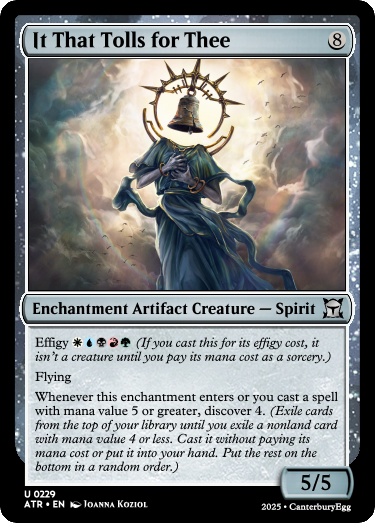 It That Tolls for Thee 8
Enchantment Artifact Creature — Spirit
Effigy (If you cast this for its effigy cost, it
isn't a creature until you pay its mana cost as a sorcery.)
Flying
Whenever this enchantment enters or you cast a spell
with mana value 5 or greater, discover 4. (Exile cards
from the top of your library until you exile a nonland card
with mana value 4 or less. Cast it without paying its
mana cost or put it into your hand. Put the rest on the
bottom in a random order.)
5/5
U 0229
ATR • EN Joanna Koziol
2025 • CanterburyEgg